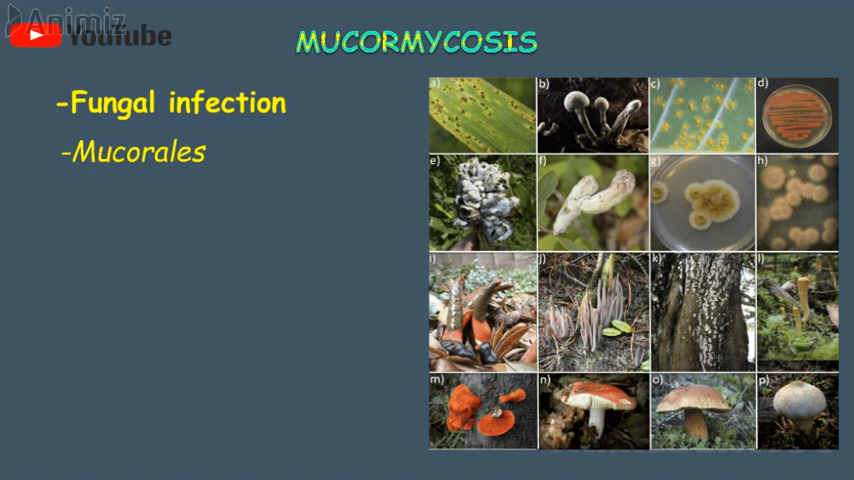 Animiz
YouTube
MUCORMYCOSIS
-Fungal infection
-Mucorales
a) b) c) d)
e) f) g) h)
i) j) k) l)
m) n) o) p)